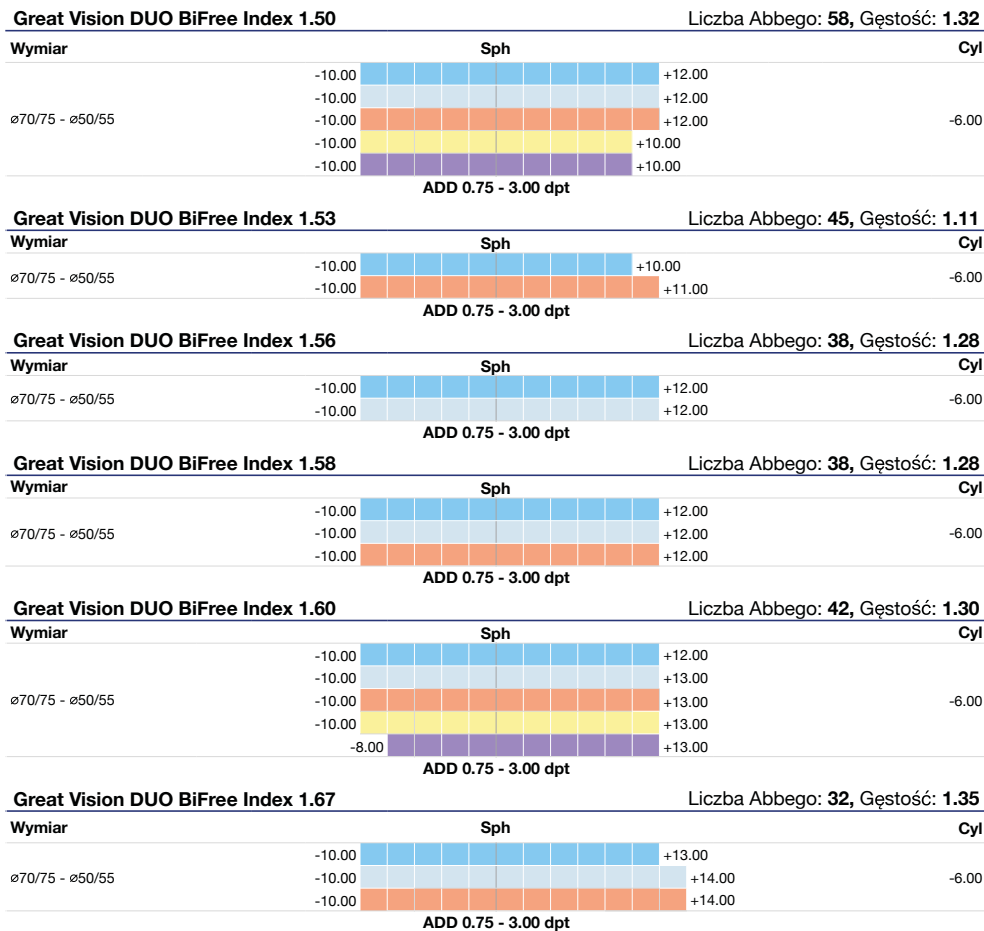 Great Vision DUO BiFree Index 1.50 Liczba Abbego: 58, Gęstość: 1.32
Wymiar Sph Cyl
-10.00 +12.00
-10.00 +12.00
⌀70/75 - ⌀50/55 -10.00 +12.00 -6.00
-10.00 +10.00
-10.00 +10.00
ADD 0.75 - 3.00 dpt
Great Vision DUO BiFree Index 1.53 Liczba Abbego: 45, Gęstość: 1.11
Wymiar Sph Cyl
-10.00 +10.00
⌀70/75 - ⌀50/55 -6.00
-10.00 +11.00
ADD 0.75 - 3.00 dpt
Great Vision DUO BiFree Index 1.56 Liczba Abbego: 38, Gęstość: 1.28
Wymiar Sph Cyl
-10.00 +12.00
⌀70/75 - ⌀50/55 -6.00
-10.00 +12.00
ADD 0.75 - 3.00 dpt
Great Vision DUO BiFree Index 1.58 Liczba Abbego: 38, Gęstość: 1.28
Wymiar Sph Cyl
-10.00 +12.00
⌀70/75 - ⌀50/55 -10.00 +12.00 -6.00
-10.00 +12.00
ADD 0.75 - 3.00 dpt
Great Vision DUO BiFree Index 1.60 Liczba Abbego: 42, Gęstość: 1.30
Wymiar Sph Cyl
-10.00 +12.00
-10.00 +13.00
⌀70/75 - ⌀50/55 -10.00 +13.00 -6.00
-10.00 +13.00
-8.00 +13.00
ADD 0.75 - 3.00 dpt
Great Vision DUO BiFree Index 1.67 Liczba Abbego: 32, Gęstość: 1.35
Wymiar Sph Cyl
-10.00 +13.00
⌀70/75 - ⌀50/55 -10.00 +14.00 -6.00
-10.00 +14.00
ADD 0.75 - 3.00 dpt